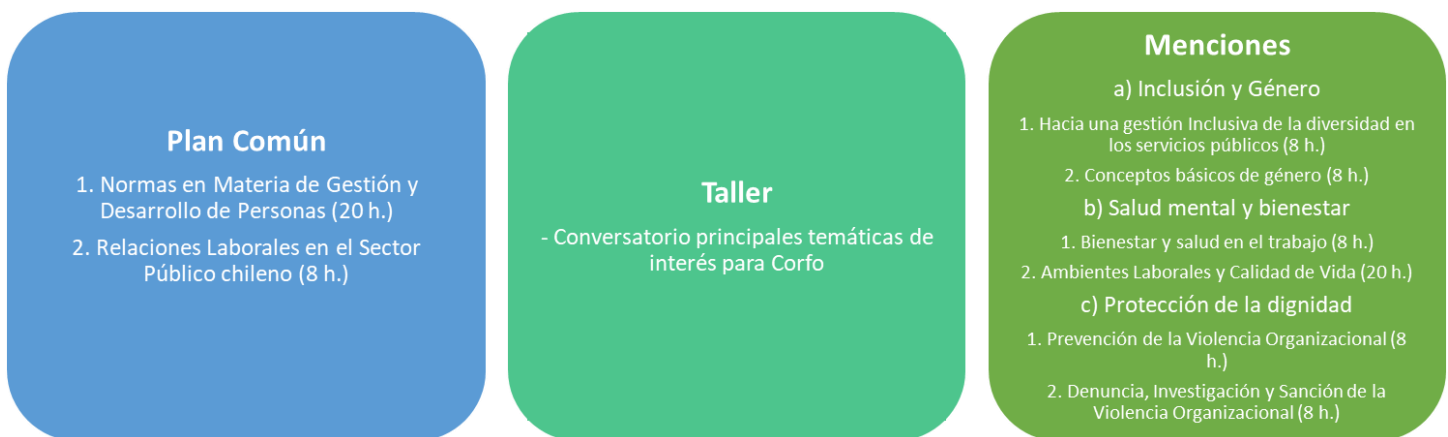 Plan Común
1. Normas en Materia de Gestión y
Desarrollo de Personas (20 h.)
2. Relaciones Laborales en el Sector
Público chileno (8 h.)
Taller
- Conversatorio principales temáticas de
interés para Corfo
Menciones
a) Inclusión y Género
1. Hacia una gestión Inclusiva de la diversidad en
los servicios públicos (8 h.)
2. Conceptos básicos de género (8 h.)
b) Salud mental y bienestar
1. Bienestar y salud en el trabajo (8 h.)
2. Ambientes Laborales y Calidad de Vida (20 h.)
c) Protección de la dignidad
1. Prevención de la Violencia Organizacional (8
h.)
2. Denuncia, Investigación y Sanción de la
Violencia Organizacional (8 h.)